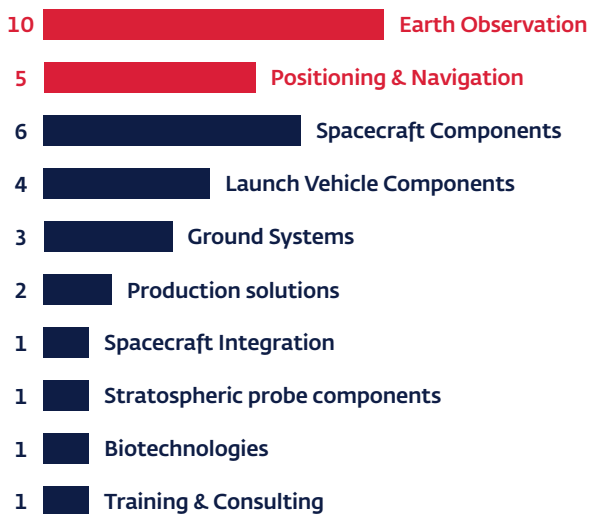 10 Earth Observation
5 Positioning & Navigation
6 Spacecraft Components
4 Launch Vehicle Components
3 Ground Systems
2 Production solutions
1 Spacecraft Integration
1 Stratospheric probe components
1 Biotechnologies
1 Training & Consulting